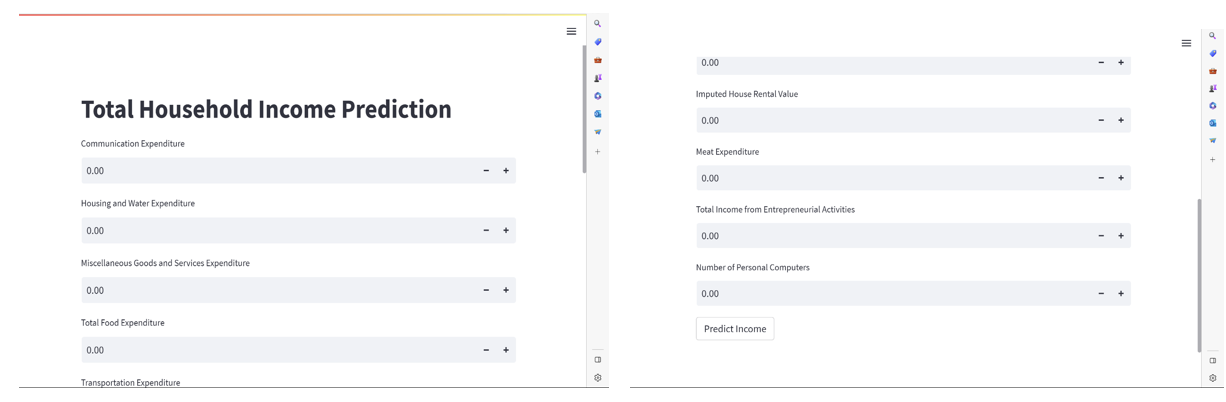 Total Household Income Prediction
Communication Expenditure
0.00
Housing and Water Expenditure
0.00
Miscellaneous Goods and Services Expenditure
0.00
Total Food Expenditure
0.00
Transportation Expenditure
0.00
Imputed House Rental Value
0.00
Meat Expenditure
0.00
Total Income from Entrepreneurial Activities
0.00
Number of Personal Computers
0.00
Predict Income